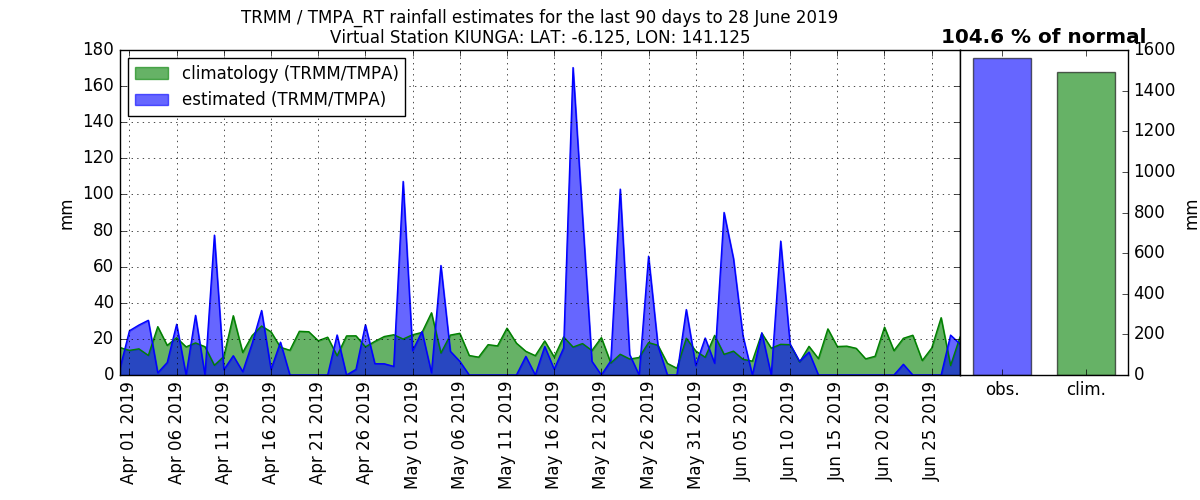 TRMM / TMPA_RT rainfall estimates for the last 90 days to 28 June 2019
Virtual Station KIUNGA: LAT: -6.125, LON: 141.125
104.6 % of normal
climatology (TRMM/TMPA)
estimated (TRMM/TMPA)
180
160
140
120
100
80
60
40
20
0
mm
Apr 01 2019
Apr 06 2019
Apr 11 2019
Apr 16 2019
Apr 21 2019
Apr 26 2019
May 01 2019
May 06 2019
May 11 2019
May 16 2019
May 21 2019
May 26 2019
May 31 2019
Jun 05 2019
Jun 10 2019
Jun 15 2019
Jun 20 2019
Jun 25 2019
obs.
clim.
1600
1400
1200
1000
800
600
400
200
0
mm